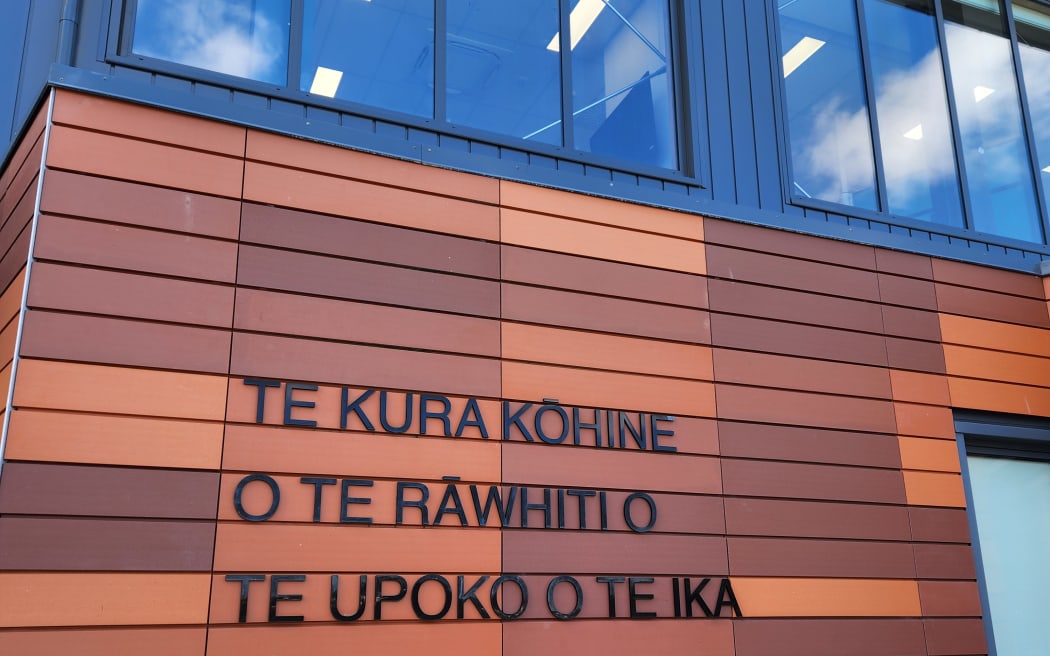 TE KURA KŌHINE
O TE RĀWHITI O
TE UPOKO O TE IKA